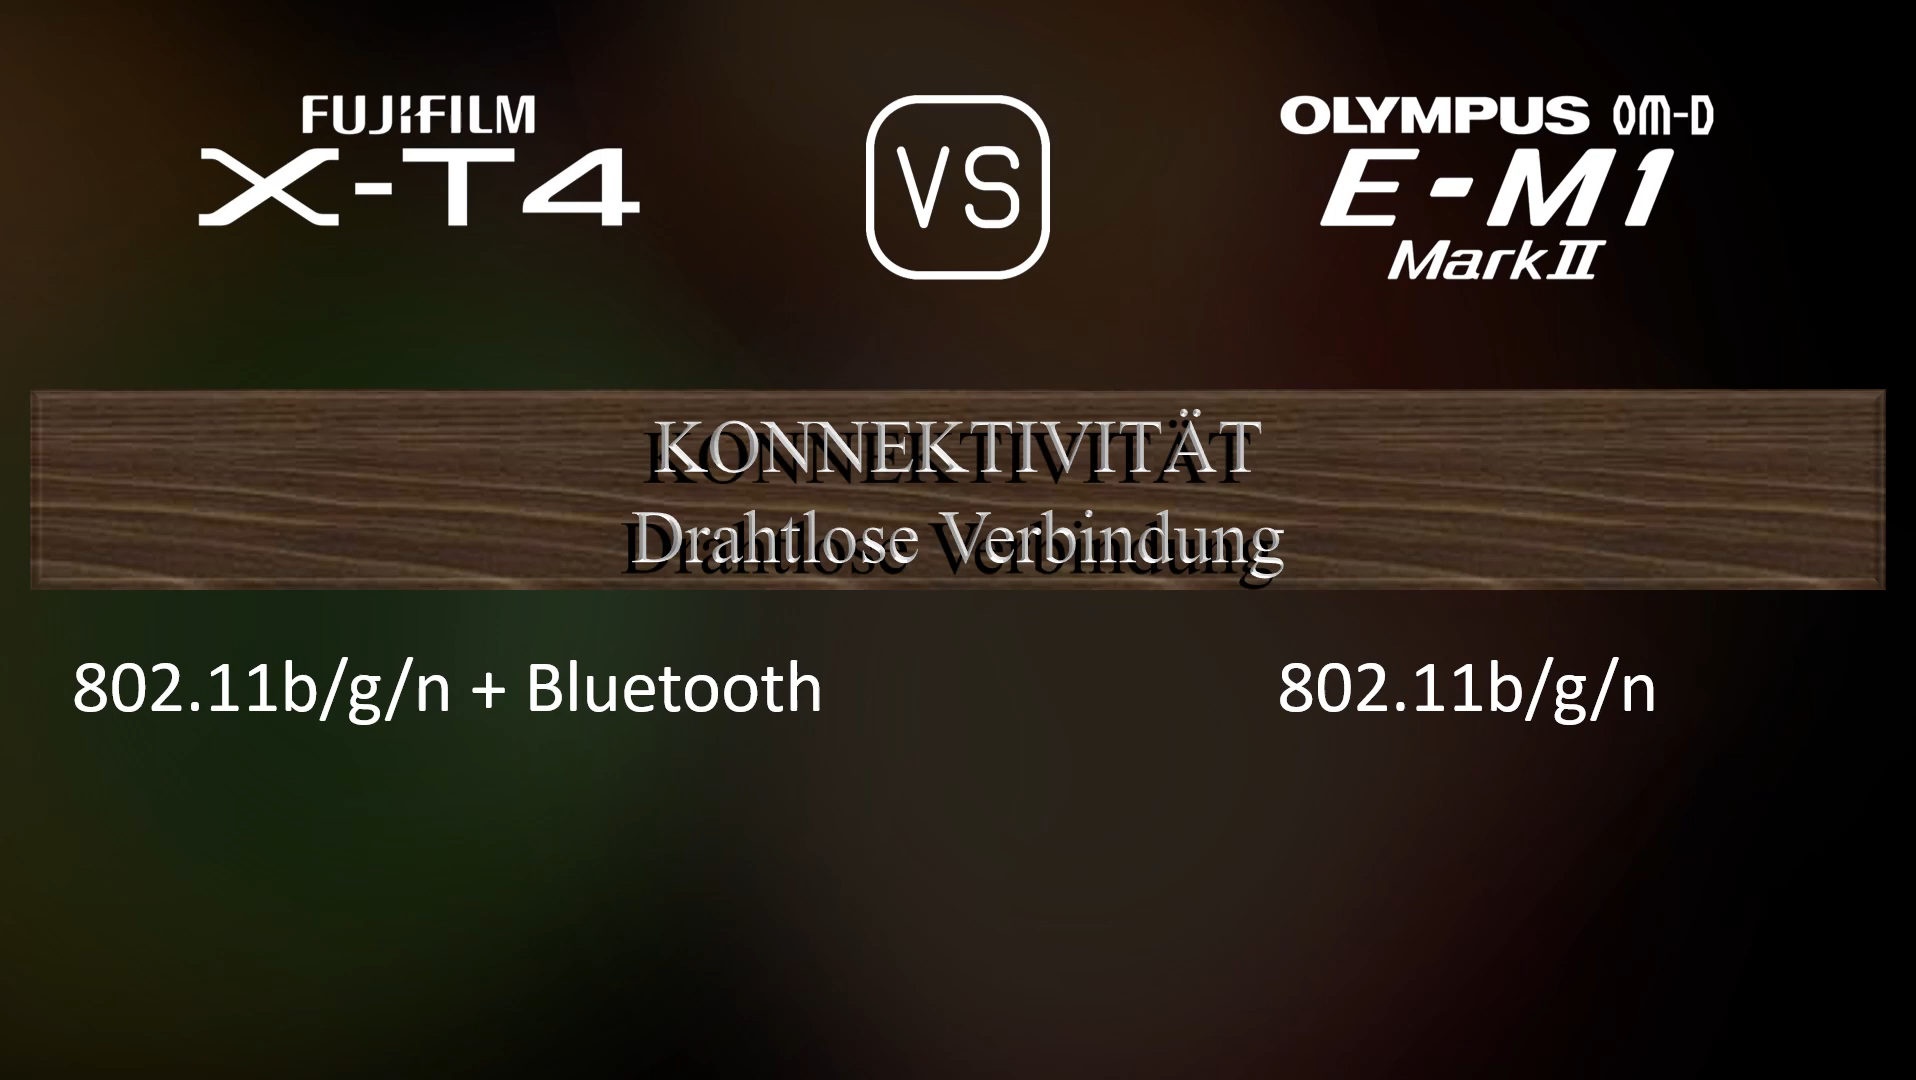 FUJIFILM
X-T4
VS
OLYMPUS OM-D
E-M1
Mark II
KONNEKTIVITÄT
Drahtlose Verbindung
802.11b/g/n + Bluetooth
802.11b/g/n